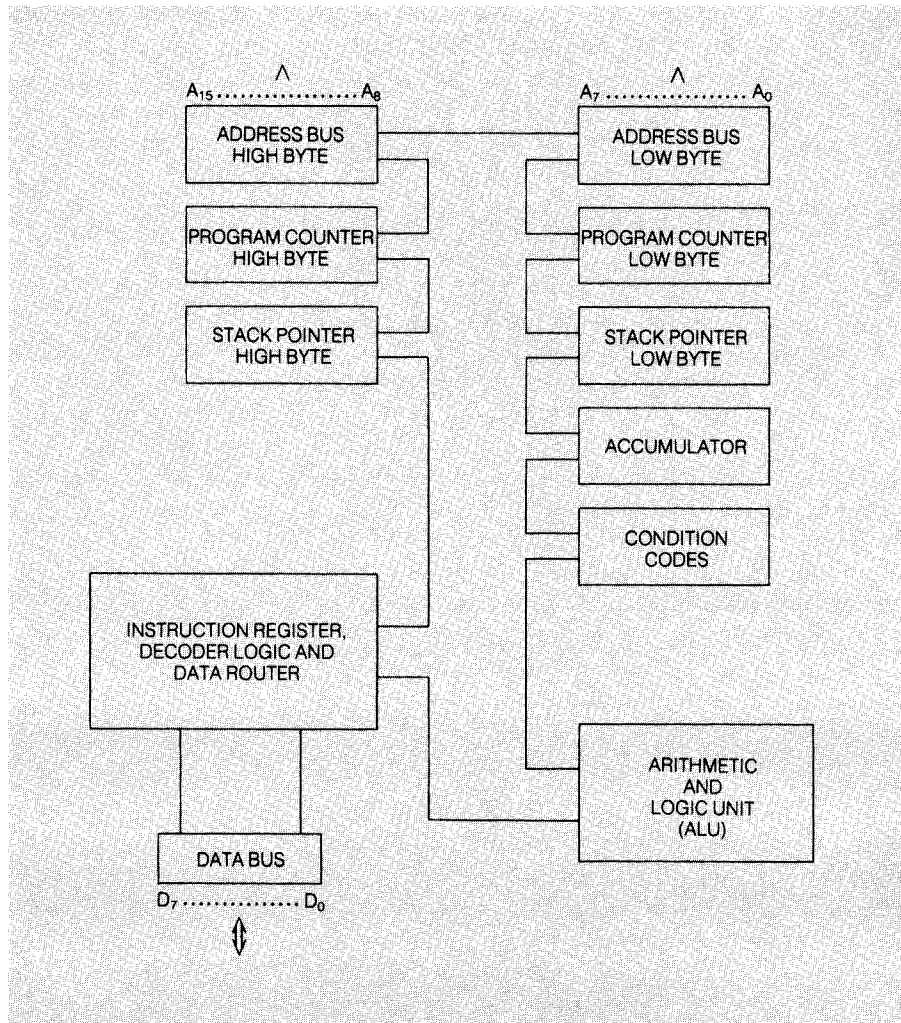 A15..................A8
ADDRESS BUS
HIGH BYTE
PROGRAM COUNTER
HIGH BYTE
STACK POINTER
HIGH BYTE
INSTRUCTION REGISTER,
DECODER LOGIC AND
DATA ROUTER
DATA BUS
D7...............D0
A7..................A0
ADDRESS BUS
LOW BYTE
PROGRAM COUNTER
LOW BYTE
STACK POINTER
LOW BYTE
ACCUMULATOR
CONDITION
CODES
ARITHMETIC
AND
LOGIC UNIT
(ALU)